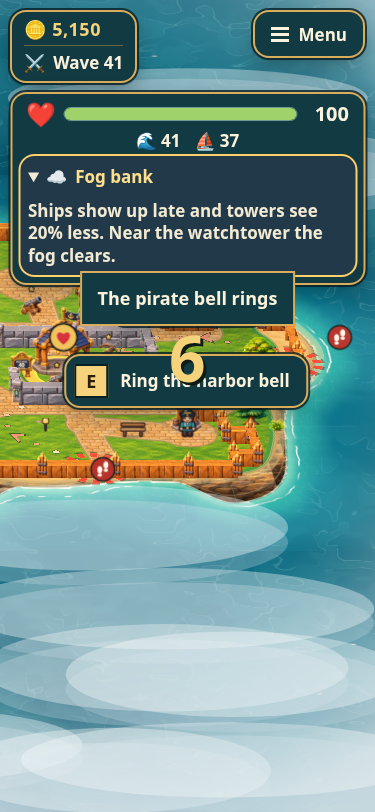 5,150
Menu
Wave 41
100
41 37
Fog bank
Ships show up late and towers see
20% less. Near the watchtower the
fog clears.
The pirate bell rings
6
E Ring the harbor bell